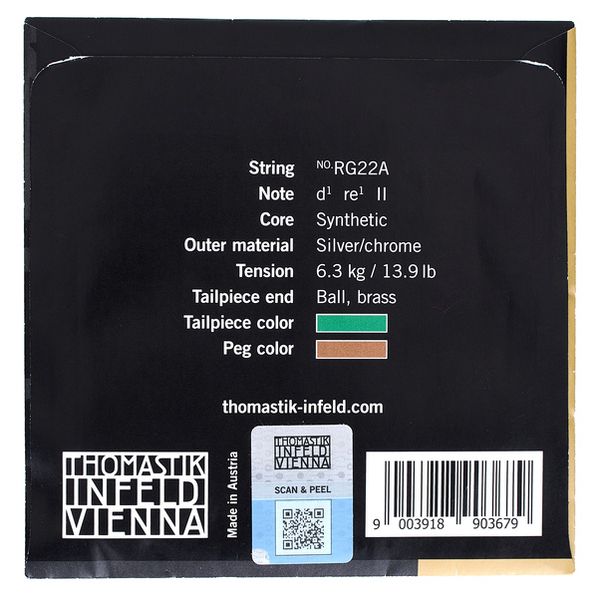 String NO.RG22A
Note d¹ re¹ II
Core Synthetic
Outer material Silver/chrome
Tension 6.3 kg / 13.9 lb
Tailpiece end Ball, brass
Tailpiece color
Peg color
thomastik-infeld.com
THOMASTIK
INFELD
VIENNA
Made in Austria
THOMASTIK
INFELD
VIENNA
SCAN & PEEL
9 003918 903679